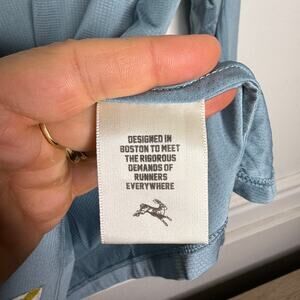 DESIGNED IN
BOSTON TO MEET
THE RIGOROUS
DEMANDS OF
RUNNERS
EVERYWHERE